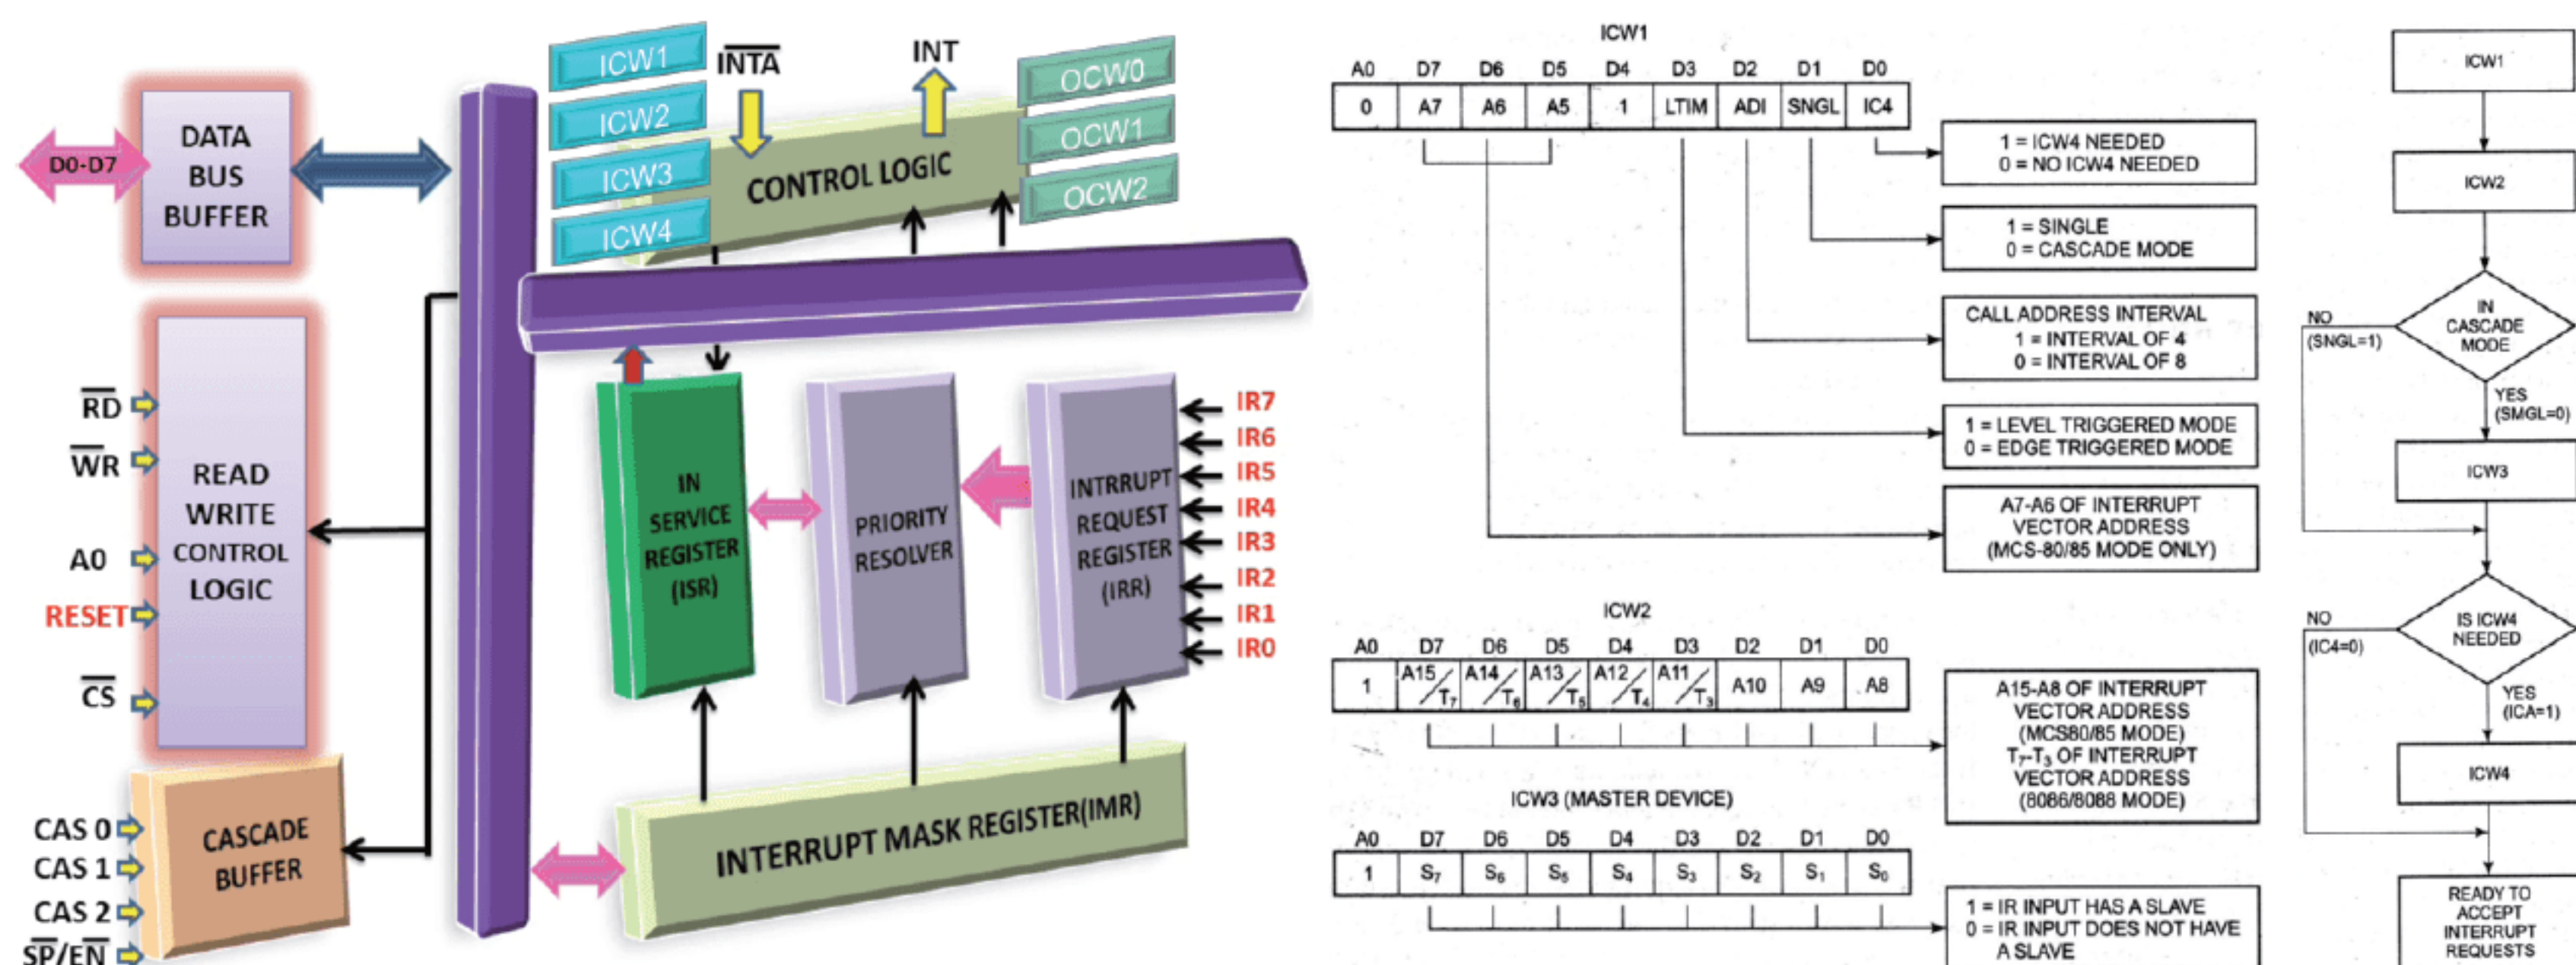 D0-D7
DATA
BUS
BUFFER
ICW1
ICW2
ICW3
ICW4
INTA
INT
OCW0
OCW1
OCW2
CONTROL LOGIC
RD
WR
A0
RESET
CS
READ
WRITE
CONTROL
LOGIC
CAS 0
CAS 1
CAS 2
SP/EN
CASCADE
BUFFER
IN
SERVICE
REGISTER
(ISR)
PRIORITY
RESOLVER
INTRRUPT
REQUEST
REGISTER
(IRR)
IR7
IR6
IR5
IR4
IR3
IR2
IR1
IR0
INTERRUPT MASK REGISTER(IMR)
ICW1
A0 D7 D6 D5 D4 D3 D2 D1 D0
0 A7 A6 A5 1 LTIM ADI SNGL IC4
1 = ICW4 NEEDED
0 = NO ICW4 NEEDED
1 = SINGLE
0 = CASCADE MODE
CALL ADDRESS INTERVAL
1 = INTERVAL OF 4
0 = INTERVAL OF 8
1 = LEVEL TRIGGERED MODE
0 = EDGE TRIGGERED MODE
A7-A6 OF INTERRUPT
VECTOR ADDRESS
(MCS-80/85 MODE ONLY)
ICW2
A0 D7 D6 D5 D4 D3 D2 D1 D0
1 A15/T7 A14/T6 A13/T5 A12/T4 A11/T3 A10 A9 A8
A15-A8 OF INTERRUPT
VECTOR ADDRESS
(MCS80/85 MODE)
T7-T3 OF INTERRUPT
VECTOR ADDRESS
(8086/8088 MODE)
ICW3 (MASTER DEVICE)
A0 D7 D6 D5 D4 D3 D2 D1 D0
1 S7 S6 S5 S4 S3 S2 S1 S0
1 = IR INPUT HAS A SLAVE
0 = IR INPUT DOES NOT HAVE
A SLAVE
ICW1
ICW2
IN
CASCADE
MODE
NO
(SNGL=1)
YES
(SMGL=0)
ICW3
IS ICW4
NEEDED
NO
(IC4=0)
YES
(ICA=1)
ICW4
READY TO
ACCEPT
INTERRUPT
REQUESTS